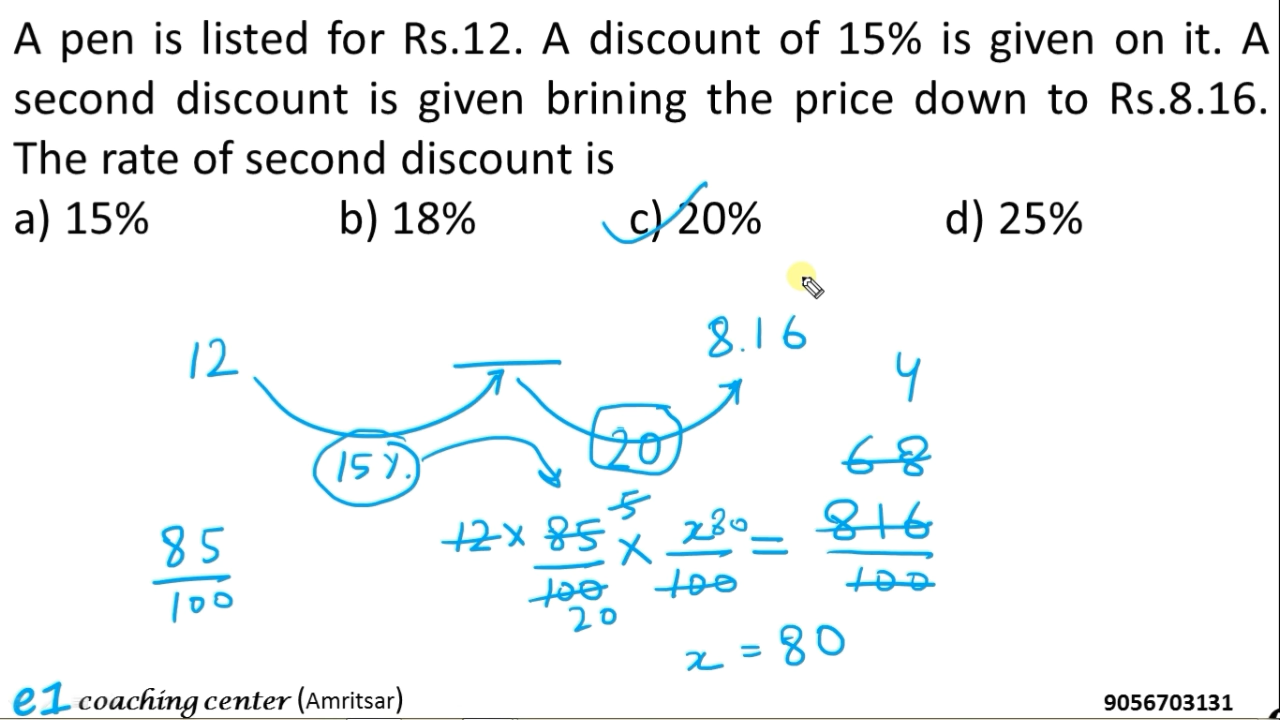 A pen is listed for Rs.12. A discount of 15% is given on it. A
second discount is given brining the price down to Rs.8.16.
The rate of second discount is
a) 15% b) 18% c) 20% d) 25%
12 8.16 4
15%. 20 68
85/100 12 × 85/100 5 20 × x/100 80 = 816/100
x = 80
e1 coaching center (Amritsar) 9056703131